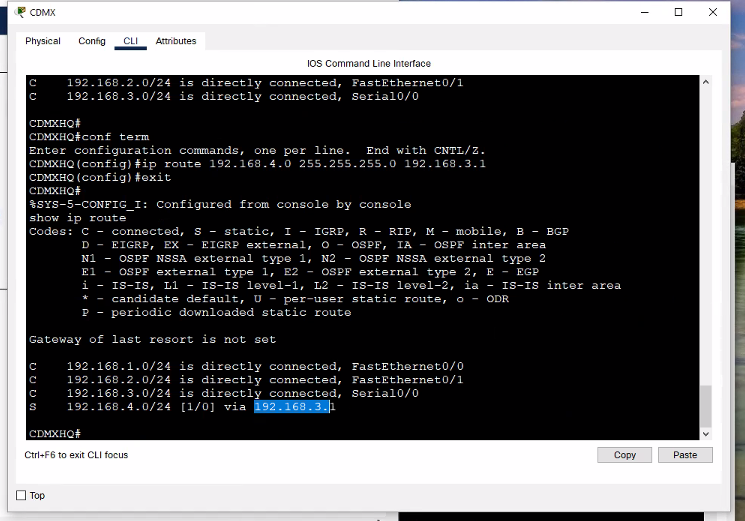 CDMX
Physical Config CLI Attributes
IOS Command Line Interface
C 192.168.2.0/24 is directly connected, FastEthernet0/1
C 192.168.3.0/24 is directly connected, Serial0/0
CDMXHQ#
CDMXHQ#conf term
Enter configuration commands, one per line. End with CNTL/Z.
CDMXHQ(config)#ip route 192.168.4.0 255.255.255.0 192.168.3.1
CDMXHQ(config)#exit
CDMXHQ#
%SYS-5-CONFIG_I: Configured from console by console
show ip route
Codes: C - connected, S - static, I - IGRP, R - RIP, M - mobile, B - BGP
D - EIGRP, EX - EIGRP external, O - OSPF, IA - OSPF inter area
N1 - OSPF NSSA external type 1, N2 - OSPF NSSA external type 2
E1 - OSPF external type 1, E2 - OSPF external type 2, E - EGP
i - IS-IS, L1 - IS-IS level-1, L2 - IS-IS level-2, ia - IS-IS inter area
* - candidate default, U - per-user static route, o - ODR
P - periodic downloaded static route
Gateway of last resort is not set
C 192.168.1.0/24 is directly connected, FastEthernet0/0
C 192.168.2.0/24 is directly connected, FastEthernet0/1
C 192.168.3.0/24 is directly connected, Serial0/0
S 192.168.4.0/24 [1/0] via 192.168.3.1
CDMXHQ#
Ctrl+F6 to exit CLI focus
Copy Paste
Top